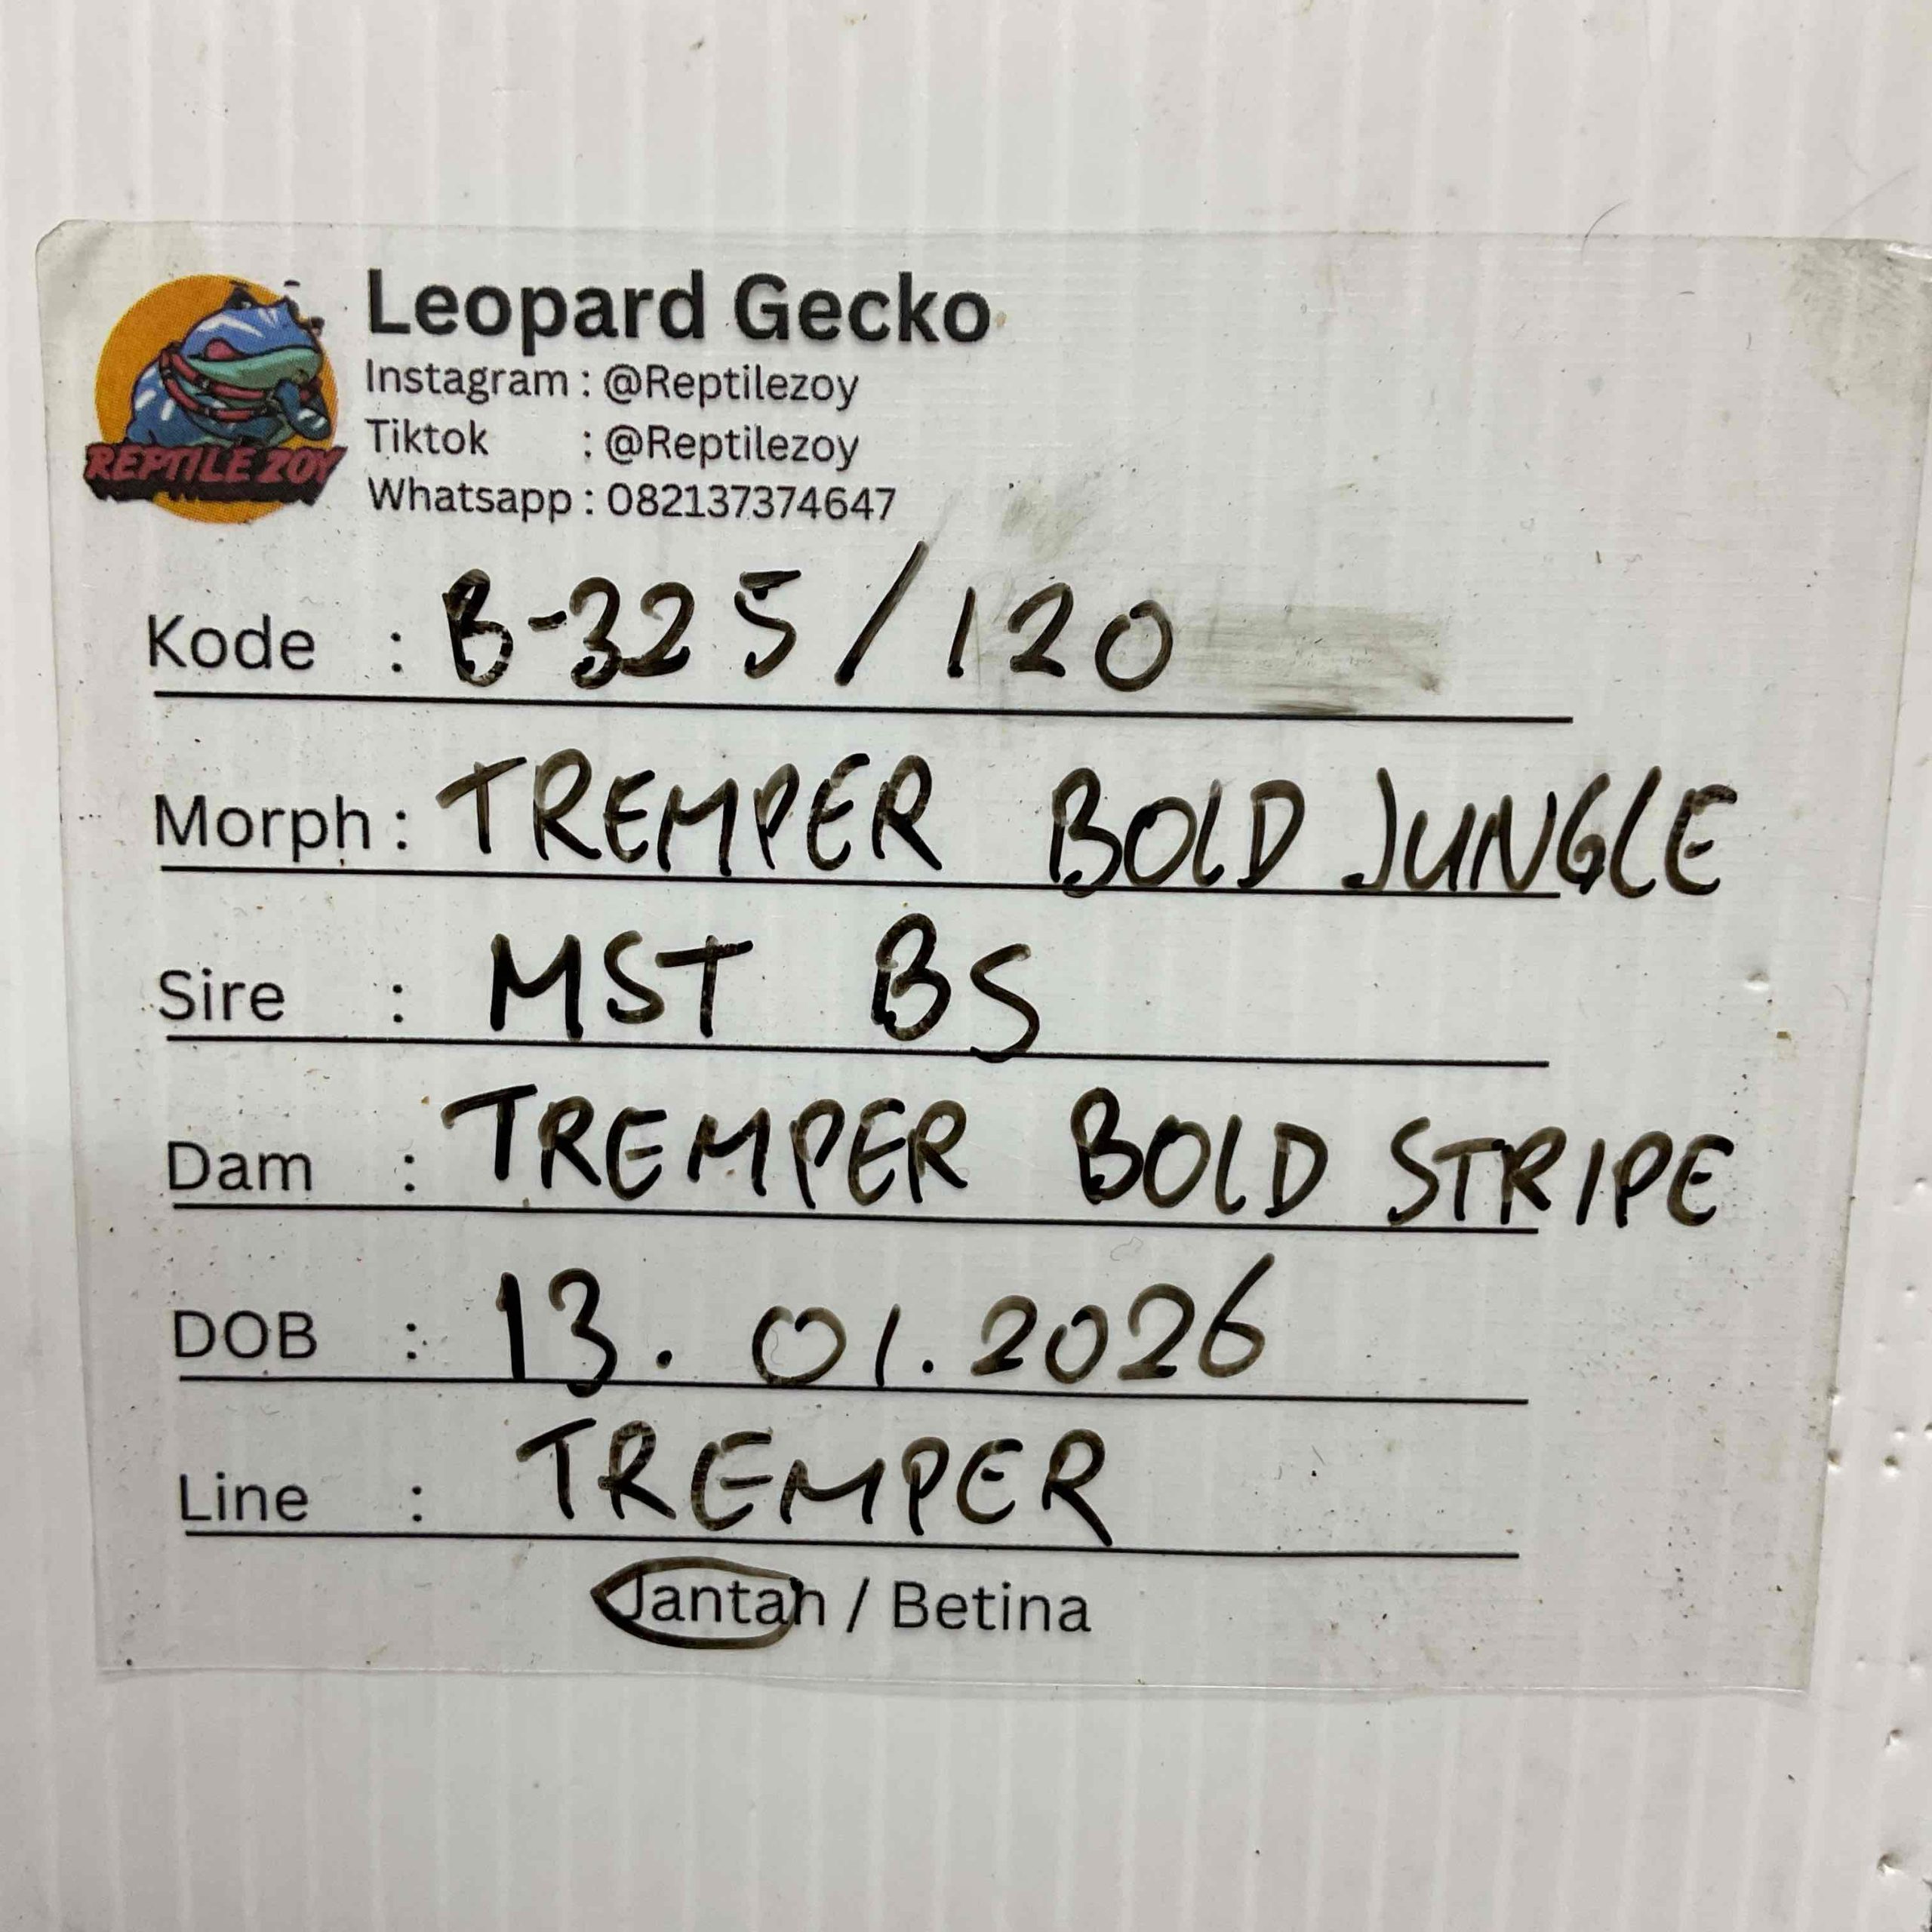 REPTILE ZOY
Leopard Gecko
Instagram : @Reptilezoy
Tiktok : @Reptilezoy
Whatsapp : 082137374647
Kode : B-325/120
Morph : TREMPER BOLD JUNGLE
Sire : MST BS
Dam : TREMPER BOLD STRIPE
DOB : 13.01.2026
Line : TREMPER
Jantan / Betina